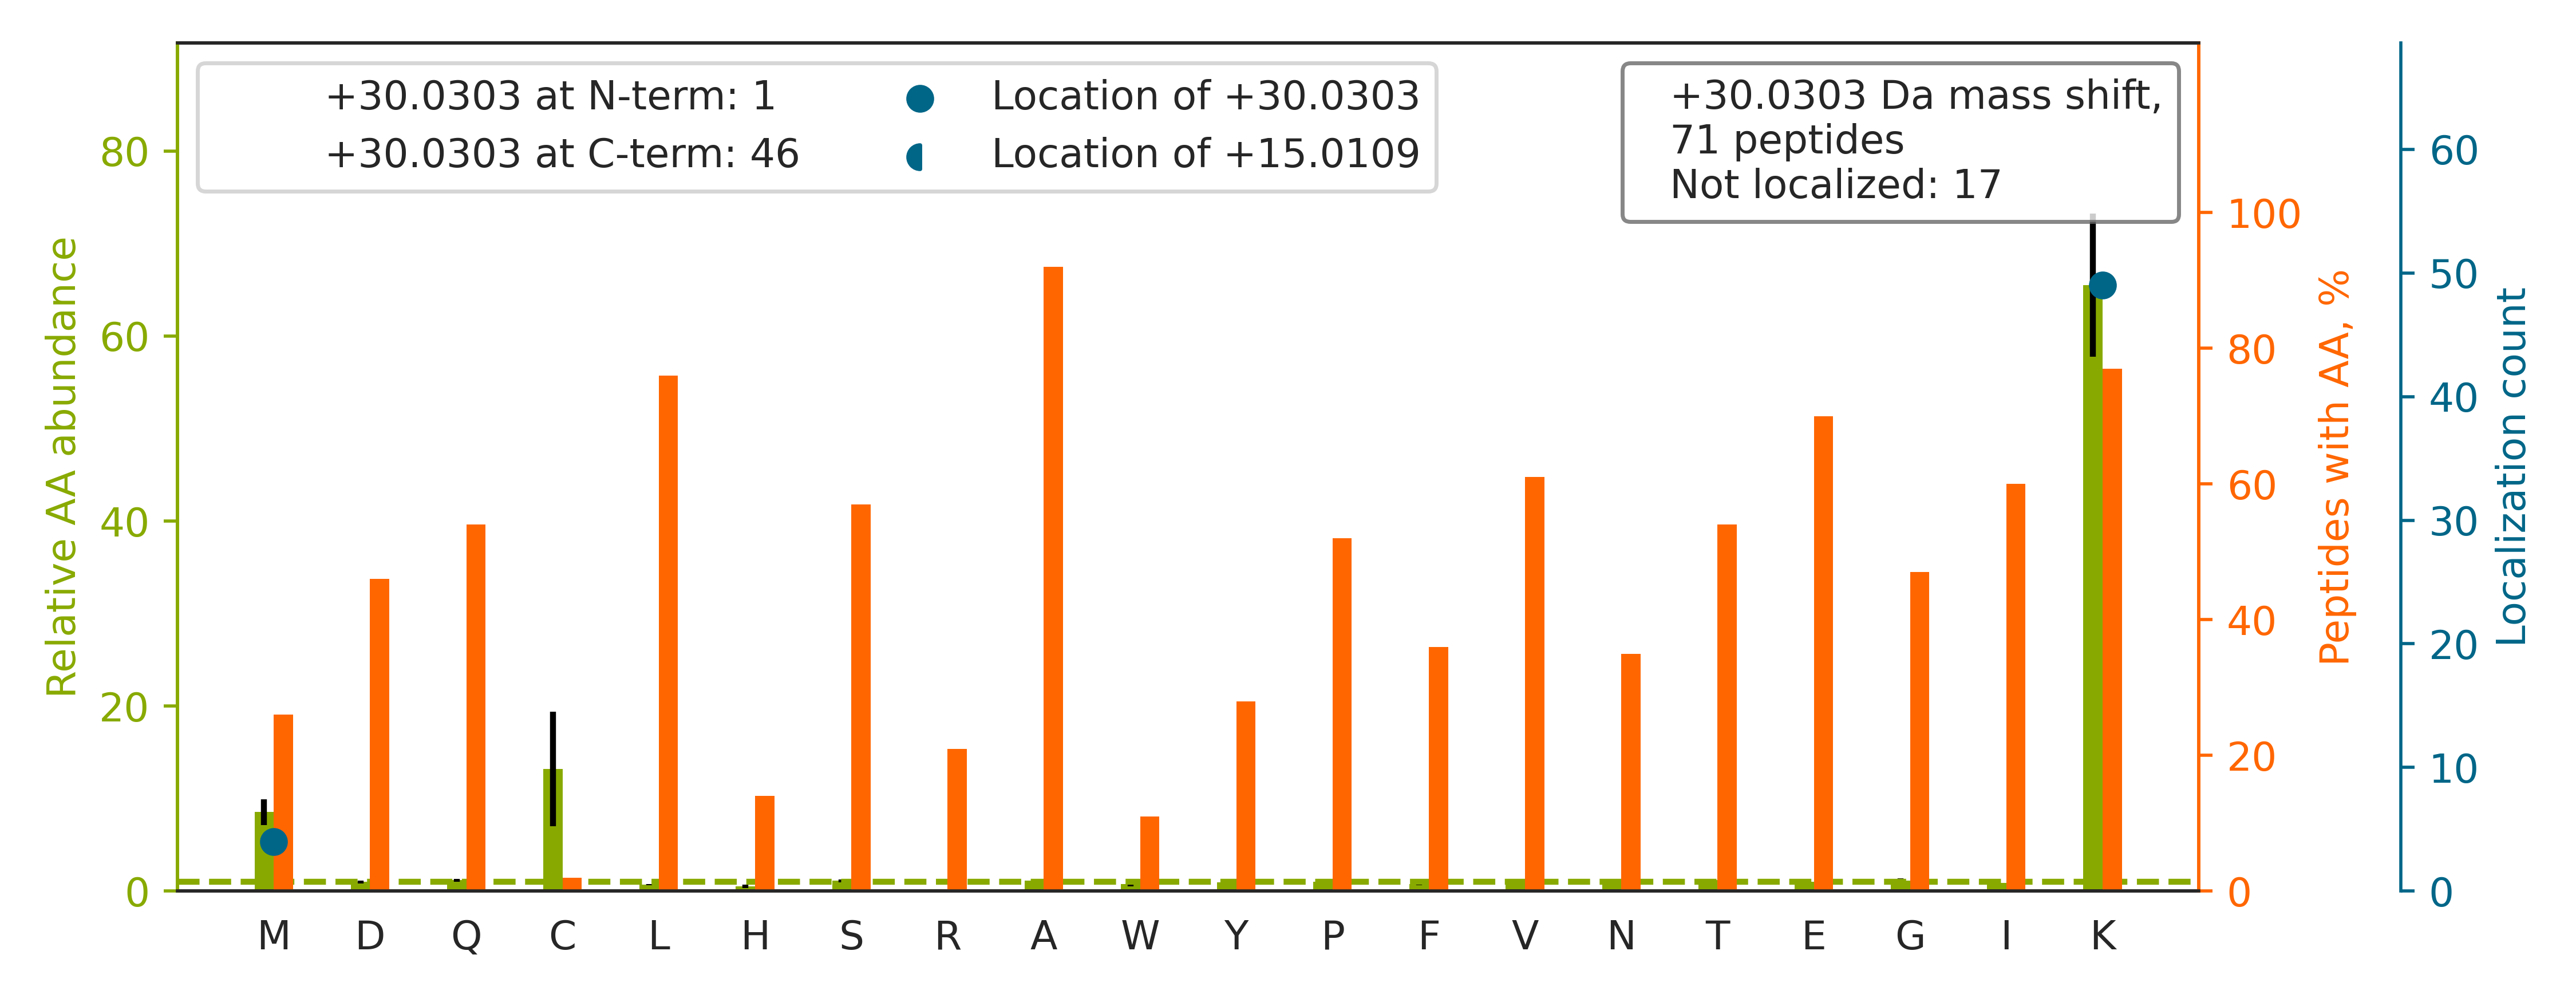 +30.0303 at N-term: 1
+30.0303 at C-term: 46
Location of +30.0303
Location of +15.0109
+30.0303 Da mass shift,
71 peptides
Not localized: 17
Relative AA abundance
80
60
40
20
0
M D Q C L H S R A W Y P F V N T E G I K
100
80
60
40
20
0
Peptides with AA, %
60
50
40
30
20
10
0
Localization count